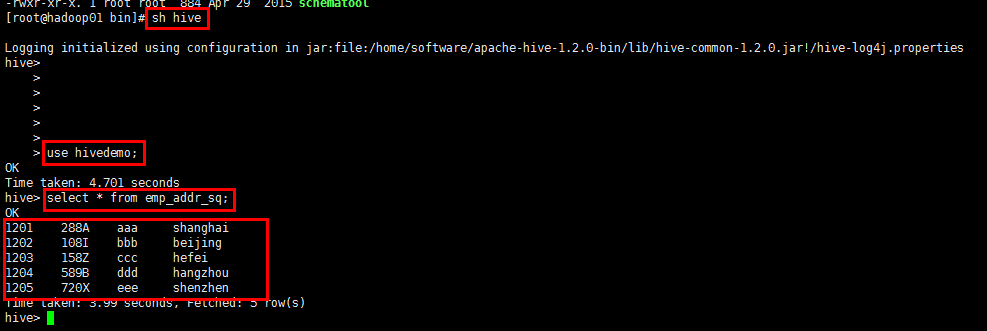 -rwxr-xr-x. 1 root root  884 Apr 29  2015 schematool
[root@hadoop01 bin]# sh hive

Logging initialized using configuration in jar:file:/home/software/apache-hive-1.2.0-bin/lib/hive-common-1.2.0.jar!/hive-log4j.properties
hive>
    >
    >
    >
    >
    >
    > use hivedemo;
OK
Time taken: 4.701 seconds
hive> select * from emp_addr_sq;
OK
1201    288A    aaa     shanghai
1202    108I    bbb     beijing
1203    158Z    ccc     hefei
1204    589B    ddd     hangzhou
1205    720X    eee     shenzhen
Time taken: 3.99 seconds, Fetched: 5 row(s)
hive>